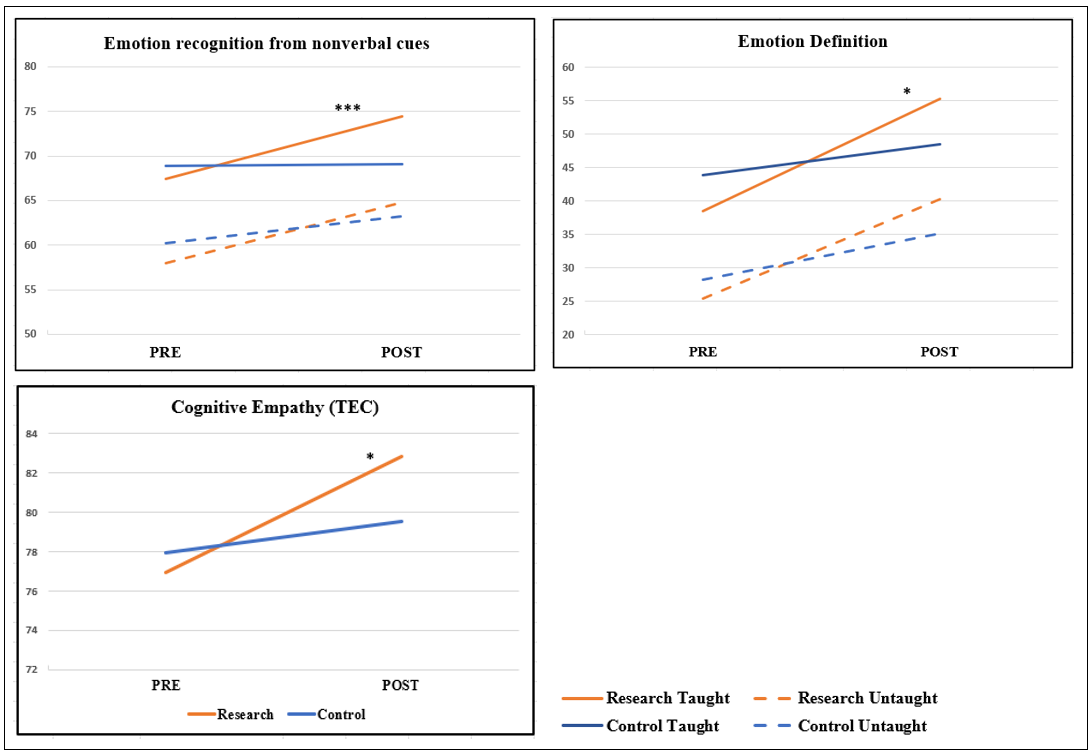 Emotion recognition from nonverbal cues
80
75
70
65
60
55
50
***
PRE POST
Emotion Definition
60
55
50
45
40
35
30
25
20
*
PRE POST
Cognitive Empathy (TEC)
84
82
80
78
76
74
72
*
PRE POST
Research Control
Research Taught Research Untaught
Control Taught Control Untaught